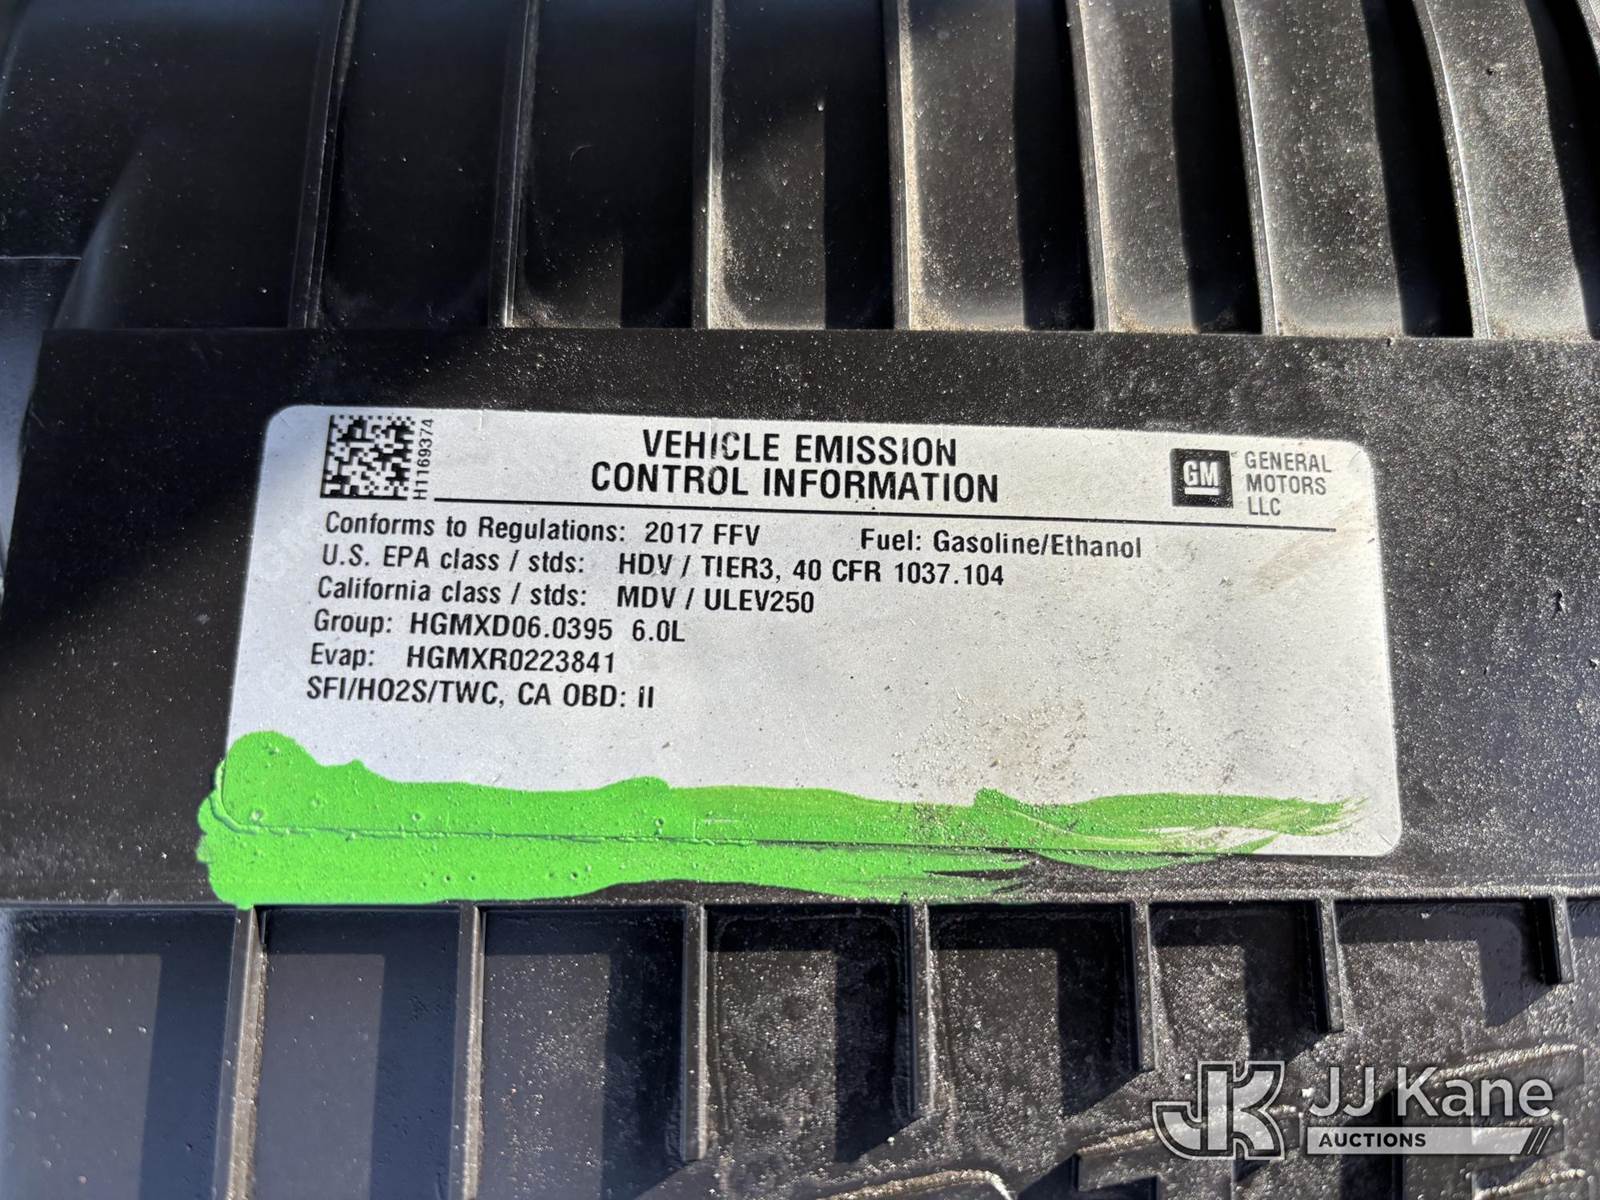 H1169374
VEHICLE EMISSION
CONTROL INFORMATION
GM
GENERAL
MOTORS
LLC
Conforms to Regulations: 2017 FFV Fuel: Gasoline/Ethanol
U.S. EPA class / stds: HDV / TIER3, 40 CFR 1037.104
California class / stds: MDV / ULEV250
Group: HGMXD06.0395 6.0L
Evap: HGMXR0223841
SFI/HO2S/TWC, CA OBD: II
JK JJ Kane
AUCTIONS